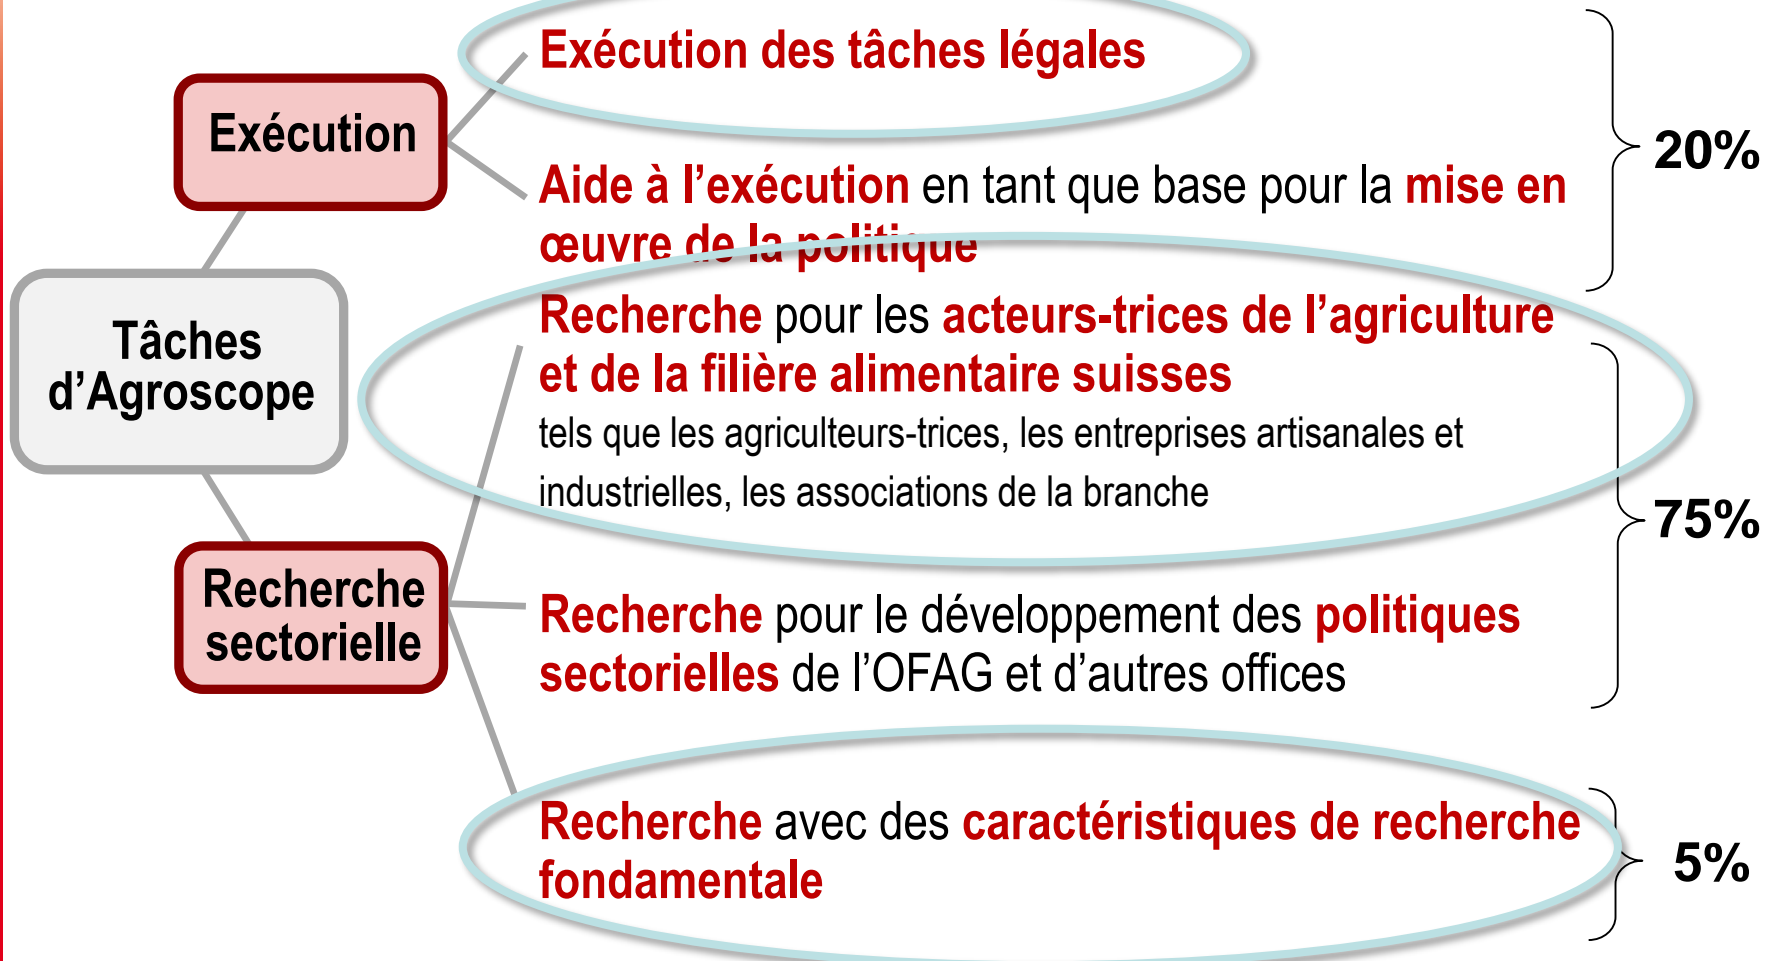 Exécution des tâches légales
Exécution
20%
Aide à l’exécution en tant que base pour la mise en
œuvre de la politique
Tâches
d’Agroscope
Recherche pour les acteurs-trices de l’agriculture
et de la filière alimentaire suisses
tels que les agriculteurs-trices, les entreprises artisanales et
industrielles, les associations de la branche
75%
Recherche
sectorielle
Recherche pour le développement des politiques
sectorielles de l’OFAG et d’autres offices
Recherche avec des caractéristiques de recherche
fondamentale
5%